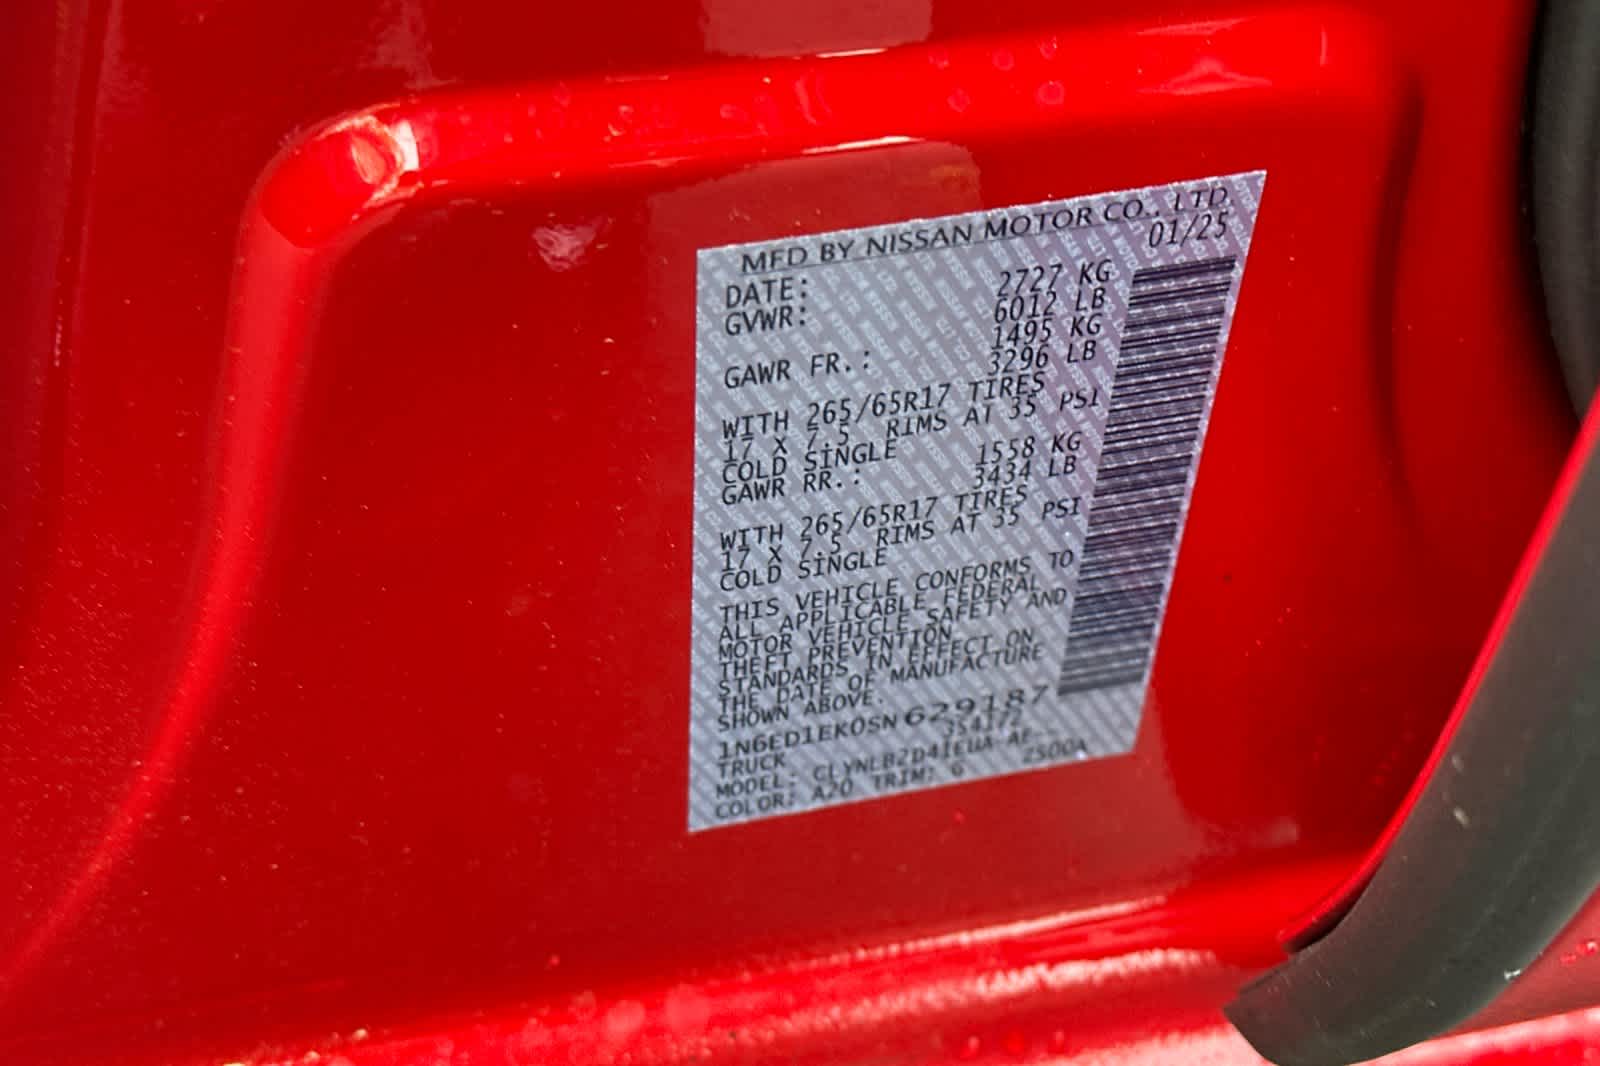 MFD BY NISSAN MOTOR CO., LTD.
DATE: 01/25
GVWR: 2727 KG
6012 LB
GAWR FR.: 1495 KG
3296 LB
WITH 265/65R17 TIRES
17 X 7.5 RIMS AT 35 PSI
COLD SINGLE
GAWR RR.: 1558 KG
3434 LB
WITH 265/65R17 TIRES
17 X 7.5 RIMS AT 35 PSI
COLD SINGLE
THIS VEHICLE CONFORMS TO
ALL APPLICABLE FEDERAL
MOTOR VEHICLE SAFETY AND
THEFT PREVENTION
STANDARDS IN EFFECT ON
THE DATE OF MANUFACTURE
SHOWN ABOVE.
1N6ED1EK0SN629187
TRUCK 354372
MODEL:
COLOR: A20 TRIM: G 2500A